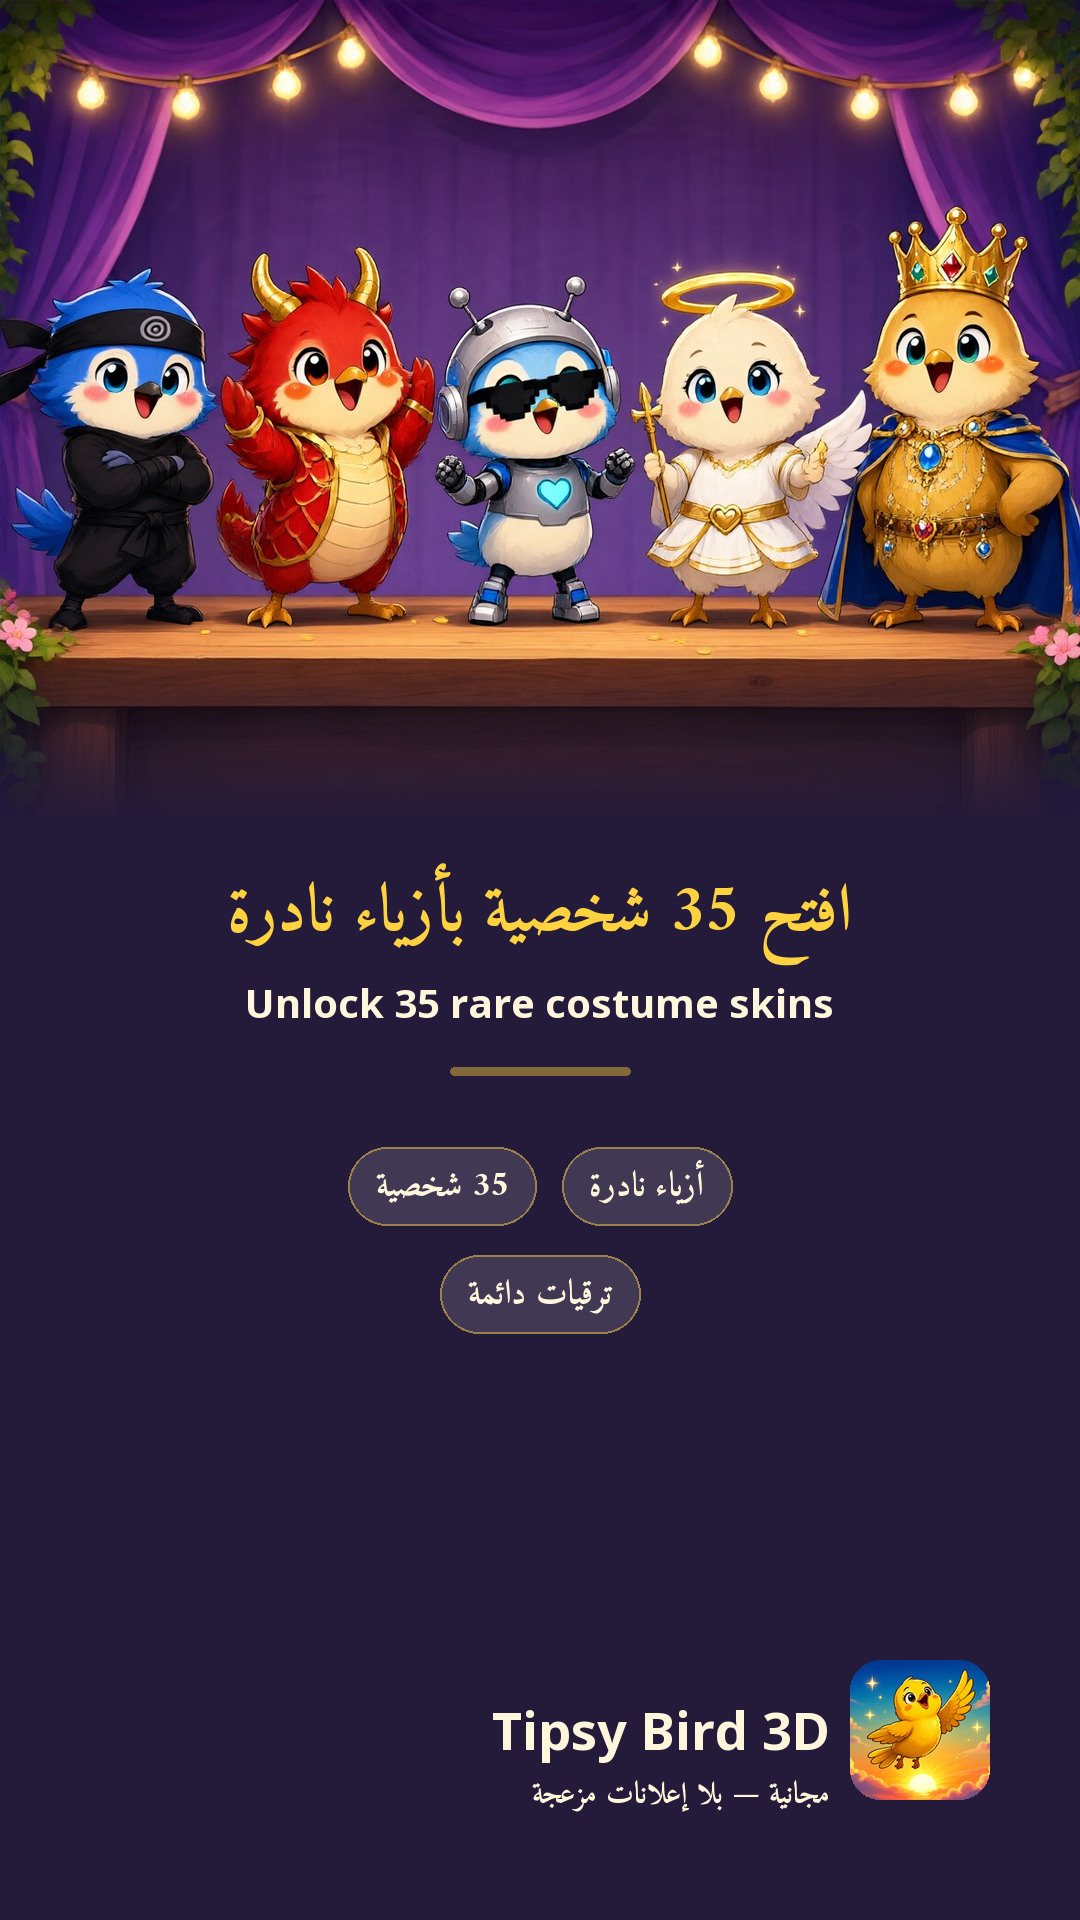 افتح 35 شخصية بأزياء نادرة
Unlock 35 rare costume skins
أزياء نادرة
35 شخصية
ترقيات دائمة
Tipsy Bird 3D
مجانية — بلا إعلانات مزعجة